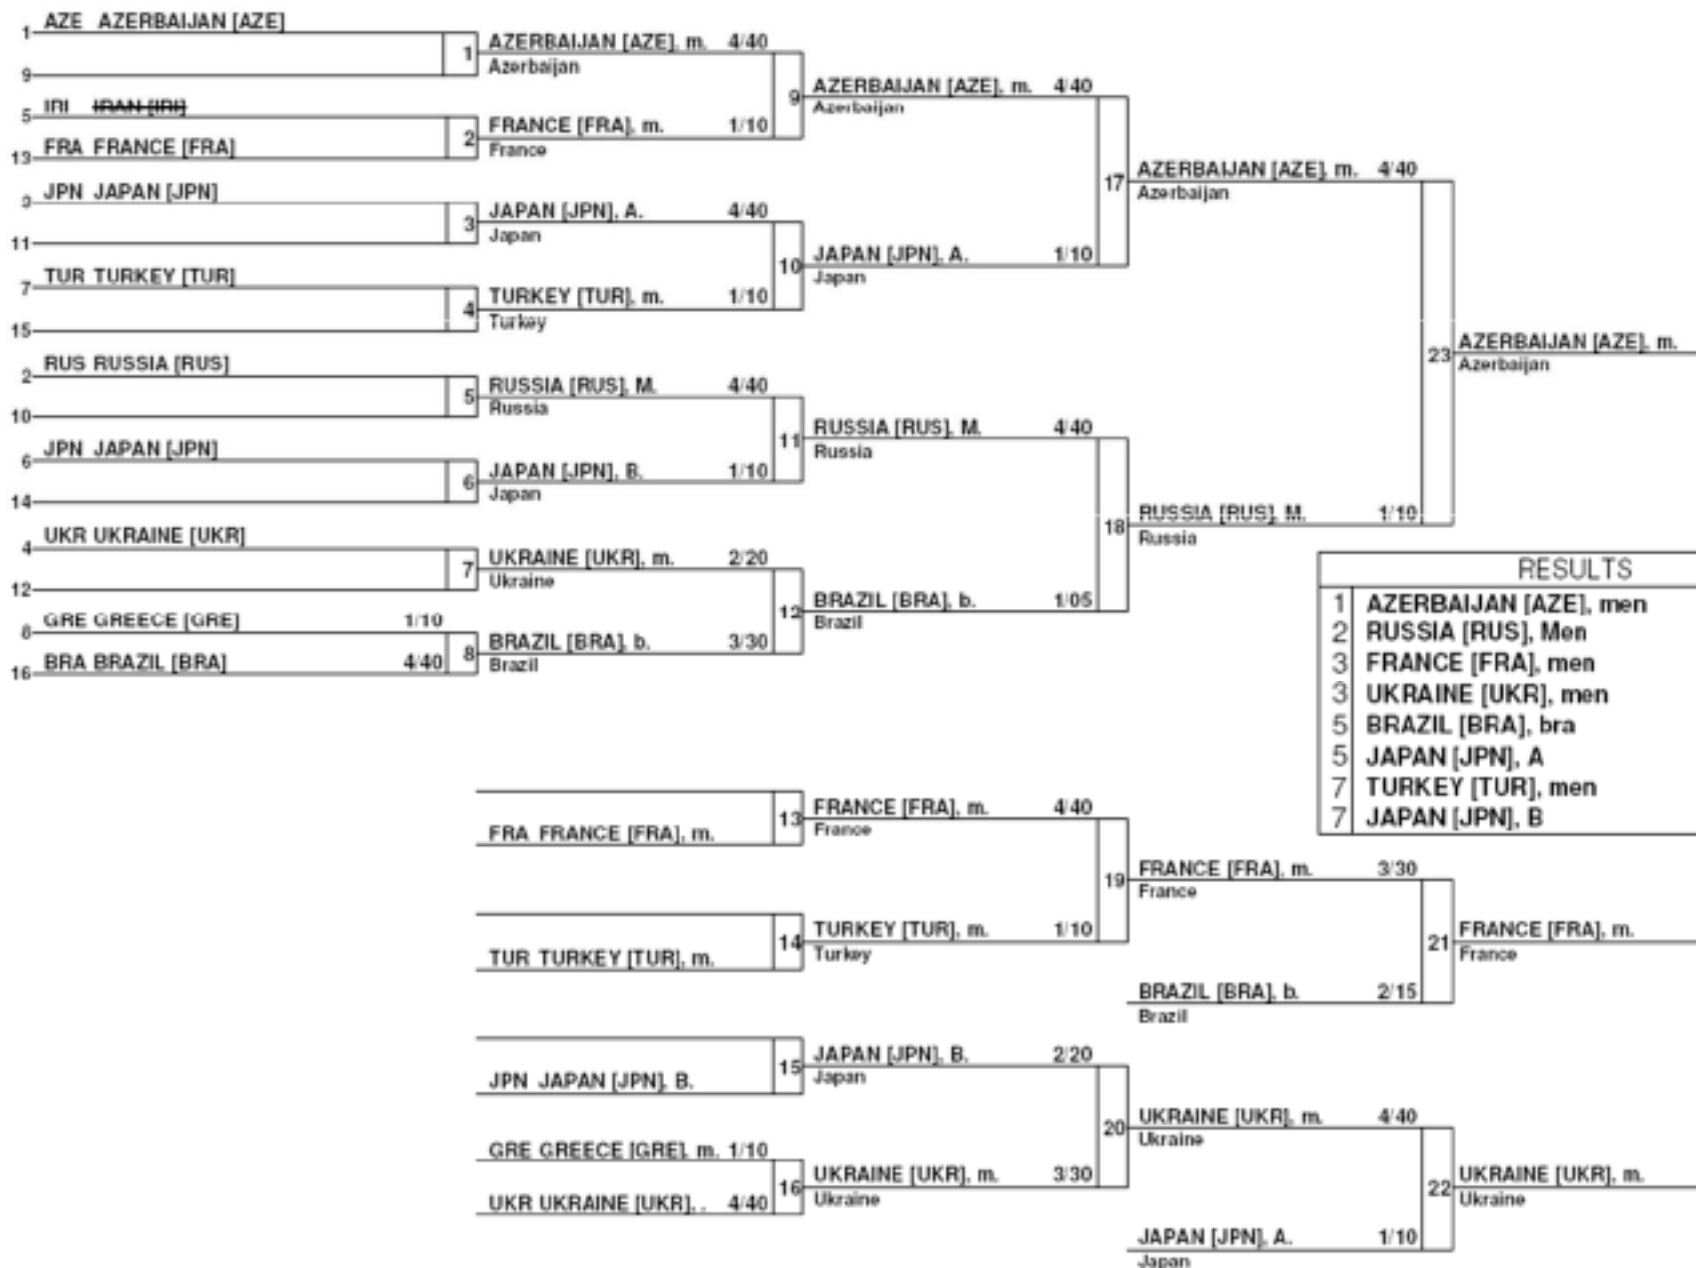 1 AZE AZERBAIJAN [AZE]
1 AZERBAIJAN [AZE], m. 4/40
Azerbaijan
9
9 AZERBAIJAN [AZE], m. 4/40
Azerbaijan
5 IRI IRAN [IRI]
2 FRANCE [FRA], m. 1/10
France
13 FRA FRANCE [FRA]
17 AZERBAIJAN [AZE], m. 4/40
Azerbaijan
JPN JAPAN [JPN]
3 JAPAN [JPN], A. 4/40
Japan
11
10 JAPAN [JPN], A. 1/10
Japan
7 TUR TURKEY [TUR]
4 TURKEY [TUR], m. 1/10
Turkey
15
23 AZERBAIJAN [AZE], m.
Azerbaijan
2 RUS RUSSIA [RUS]
5 RUSSIA [RUS], M. 4/40
Russia
10
11 RUSSIA [RUS], M. 4/40
Russia
6 JPN JAPAN [JPN]
6 JAPAN [JPN], B. 1/10
Japan
14
18 RUSSIA [RUS], M. 1/10
Russia
4 UKR UKRAINE [UKR]
7 UKRAINE [UKR], m. 2/20
Ukraine
12
12 BRAZIL [BRA], b. 1/05
Brazil
8 GRE GREECE [GRE] 1/10
8 BRAZIL [BRA], b. 3/30
Brazil
16 BRA BRAZIL [BRA] 4/40
RESULTS
1 AZERBAIJAN [AZE], men
2 RUSSIA [RUS], Men
3 FRANCE [FRA], men
3 UKRAINE [UKR], men
5 BRAZIL [BRA], bra
5 JAPAN [JPN], A
7 TURKEY [TUR], men
7 JAPAN [JPN], B
13 FRANCE [FRA], m. 4/40
France
FRA FRANCE [FRA], m.
19 FRANCE [FRA], m. 3/30
France
14 TURKEY [TUR], m. 1/10
Turkey
TUR TURKEY [TUR], m.
21 FRANCE [FRA], m.
France
BRAZIL [BRA], b. 2/15
Brazil
15 JAPAN [JPN], B. 2/20
Japan
JPN JAPAN [JPN], B.
20 UKRAINE [UKR], m. 4/40
Ukraine
GRE GREECE [GRE], m. 1/10
16 UKRAINE [UKR], m. 3/30
Ukraine
UKR UKRAINE [UKR], . 4/40
22 UKRAINE [UKR], m.
Ukraine
JAPAN [JPN], A. 1/10
Japan